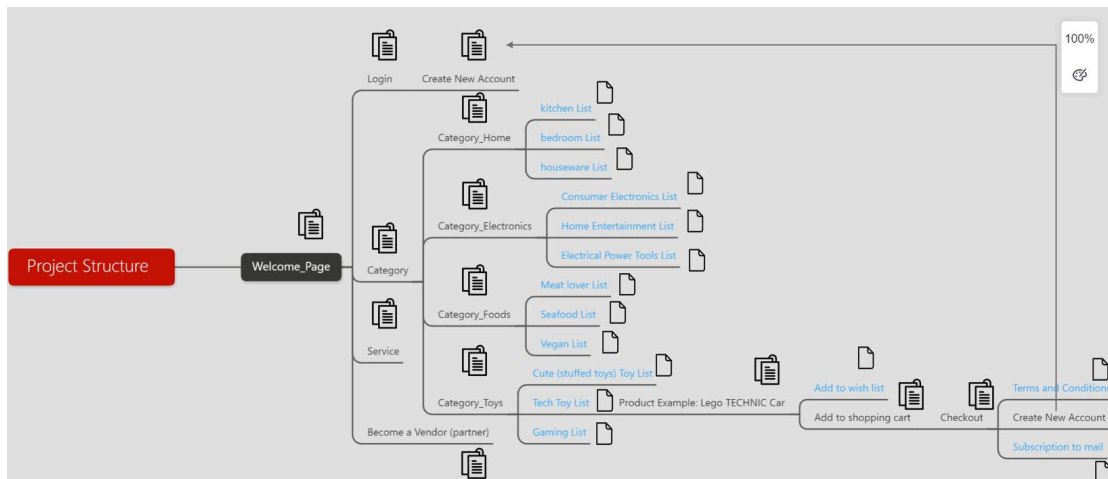 100%
Login
Create New Account
kitchen List
Category_Home
bedroom List
houseware List
Consumer Electronics List
Category_Electronics
Home Entertainment List
Electrical Power Tools List
Project Structure
Welcome_Page
Category
Meat lover List
Category_Foods
Seafood List
Vegan List
Service
Cute (stuffed toys) Toy List
Category_Toys
Tech Toy List
Product Example: Lego TECHNIC Car
Gaming List
Add to wish list
Add to shopping cart
Checkout
Terms and Conditions
Create New Account
Subscription to mail
Become a Vendor (partner)